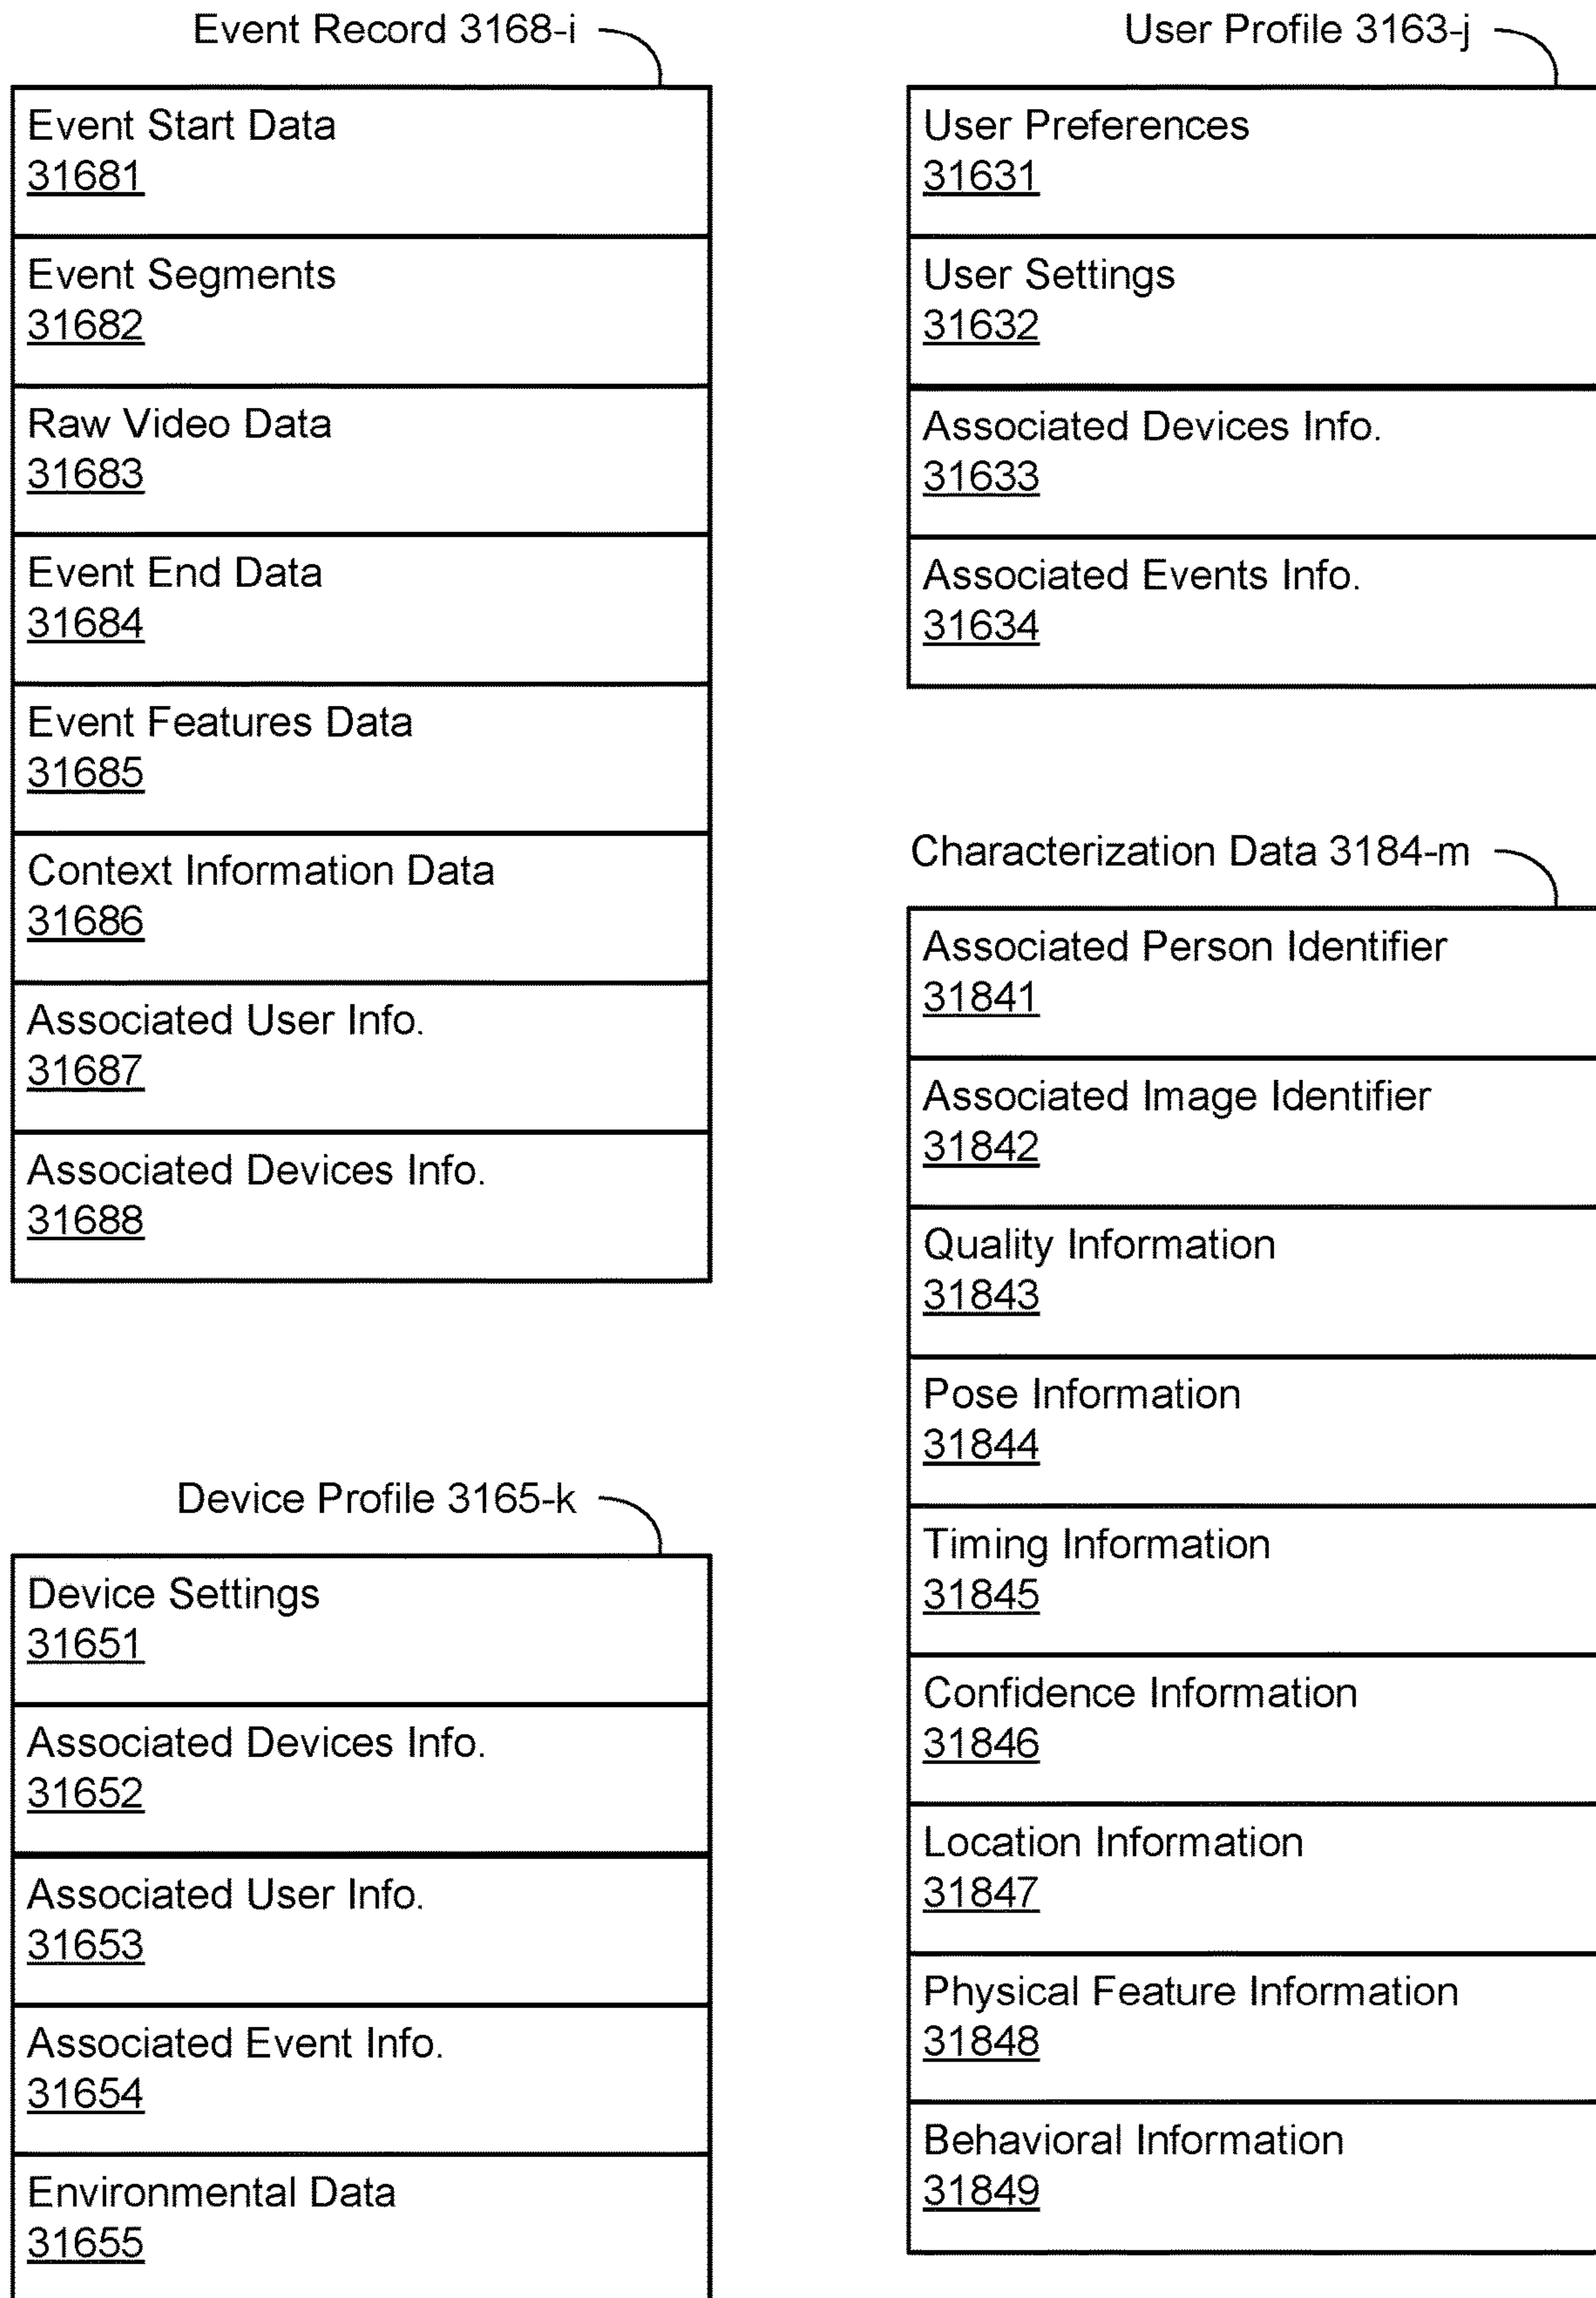 Event Record 3168-i
Event Start Data
31681
Event Segments
31682
Raw Video Data
31683
Event End Data
31684
Event Features Data
31685
Context Information Data
31686
Associated User Info.
31687
Associated Devices Info.
31688
Device Profile 3165-k
Device Settings
31651
Associated Devices Info.
31652
Associated User Info.
31653
Associated Event Info.
31654
Environmental Data
31655
User Profile 3163-j
User Preferences
31631
User Settings
31632
Associated Devices Info.
31633
Associated Events Info.
31634
Characterization Data 3184-m
Associated Person Identifier
31841
Associated Image Identifier
31842
Quality Information
31843
Pose Information
31844
Timing Information
31845
Confidence Information
31846
Location Information
31847
Physical Feature Information
31848
Behavioral Information
31849